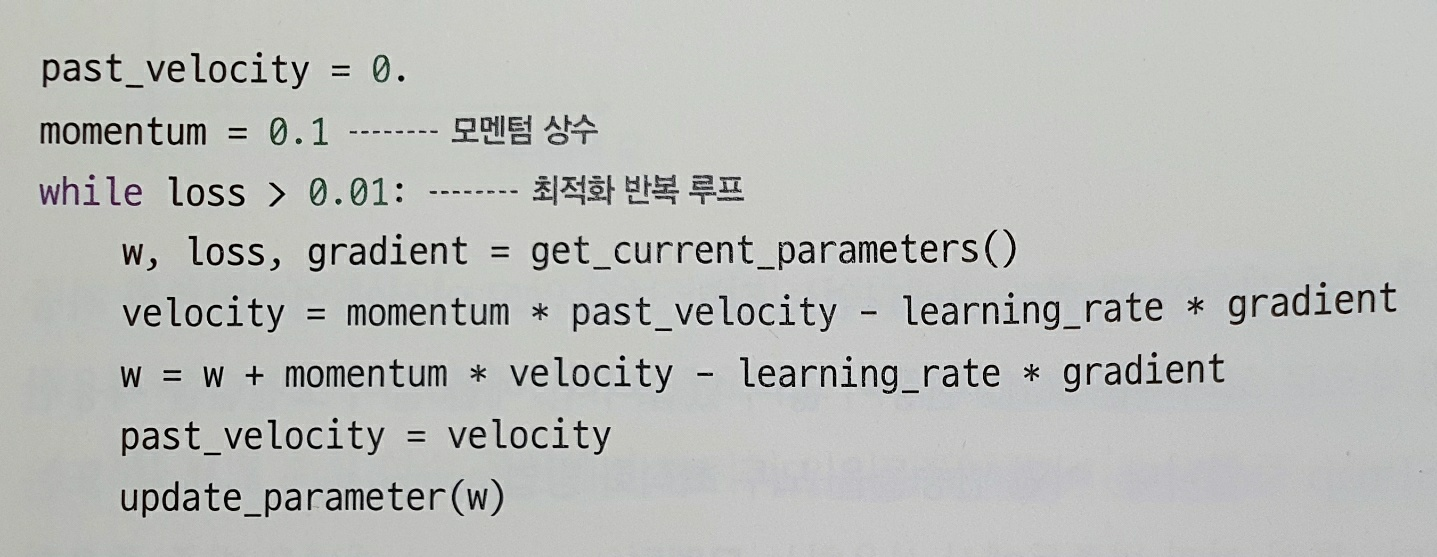 past_velocity = 0.
momentum = 0.1 -------- 모멘텀 상수
while loss > 0.01: -------- 최적화 반복 루프
    w, loss, gradient = get_current_parameters()
    velocity = momentum * past_velocity - learning_rate * gradient
    w = w + momentum * velocity - learning_rate * gradient
    past_velocity = velocity
    update_parameter(w)